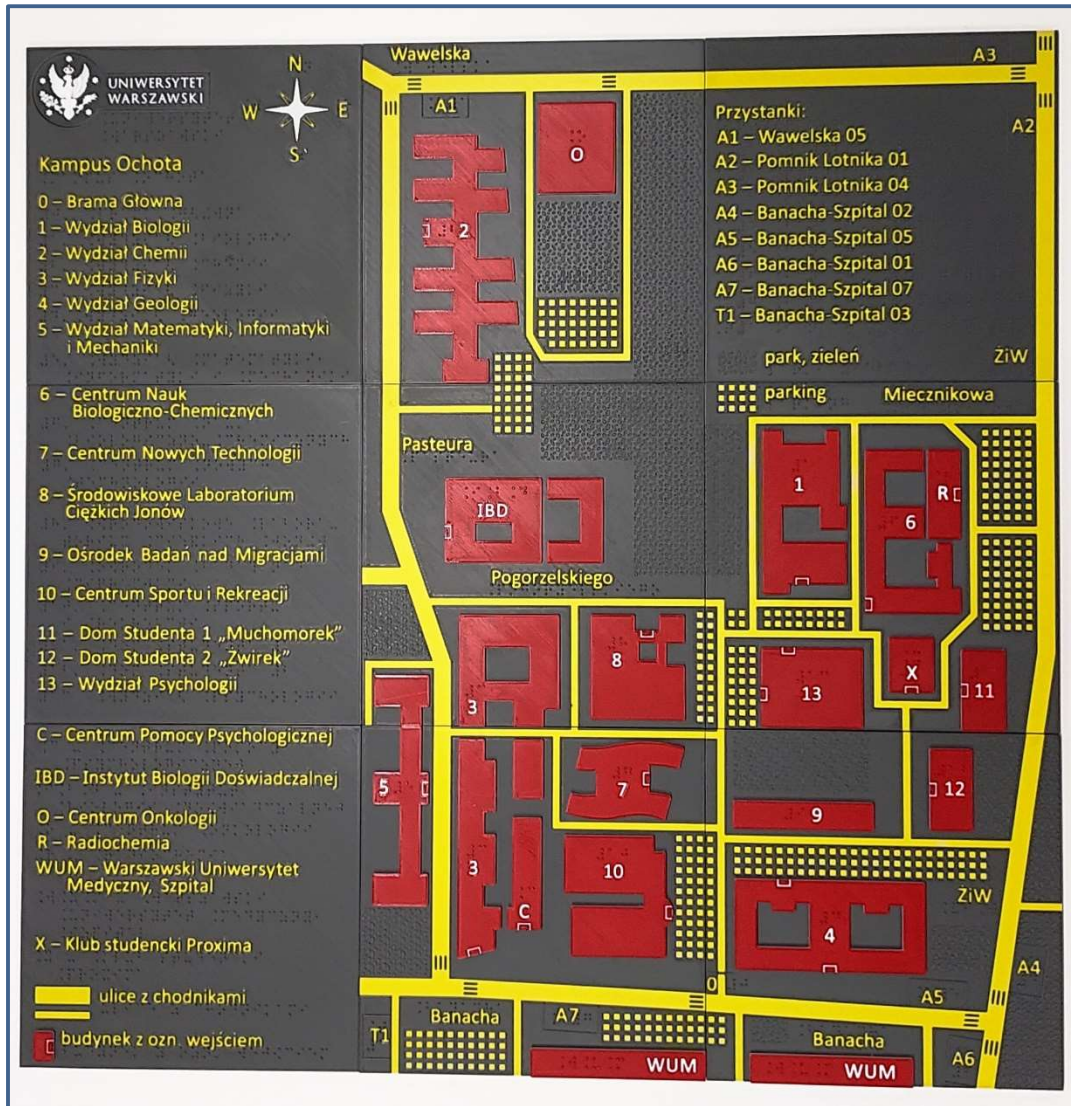 UNIWERSYTET
WARSZAWSKI
N
W
E
S
Kampus Ochota
0 – Brama Główna
1 – Wydział Biologii
2 – Wydział Chemii
3 – Wydział Fizyki
4 – Wydział Geologii
5 – Wydział Matematyki, Informatyki
i Mechaniki
6 – Centrum Nauk
Biologiczno-Chemicznych
7 – Centrum Nowych Technologii
8 – Środowiskowe Laboratorium
Ciężkich Jonów
9 – Ośrodek Badań nad Migracjami
10 – Centrum Sportu i Rekreacji
11 – Dom Studenta 1 „Muchomorek"
12 – Dom Studenta 2 „Żwirek"
13 – Wydział Psychologii
C – Centrum Pomocy Psychologicznej
IBD – Instytut Biologii Doświadczalnej
O – Centrum Onkologii
R – Radiochemia
WUM – Warszawski Uniwersytet
Medyczny, Szpital
X – Klub studencki Proxima
ulice z chodnikami
budynek z ozn. wejściem
Wawelska
A3
A1
A2
O
2
Przystanki:
A1 – Wawelska 05
A2 – Pomnik Lotnika 01
A3 – Pomnik Lotnika 04
A4 – Banacha-Szpital 02
A5 – Banacha-Szpital 05
A6 – Banacha-Szpital 01
A7 – Banacha-Szpital 07
T1 – Banacha-Szpital 03
park, zieleń
ŻiW
parking
Miecznikowa
Pasteura
1
R
6
IBD
Pogorzelskiego
8
X
3
13
11
5
7
12
9
3
10
C
4
ŻiW
A4
0
A5
T1
Banacha
A7
Banacha
A6
WUM
WUM